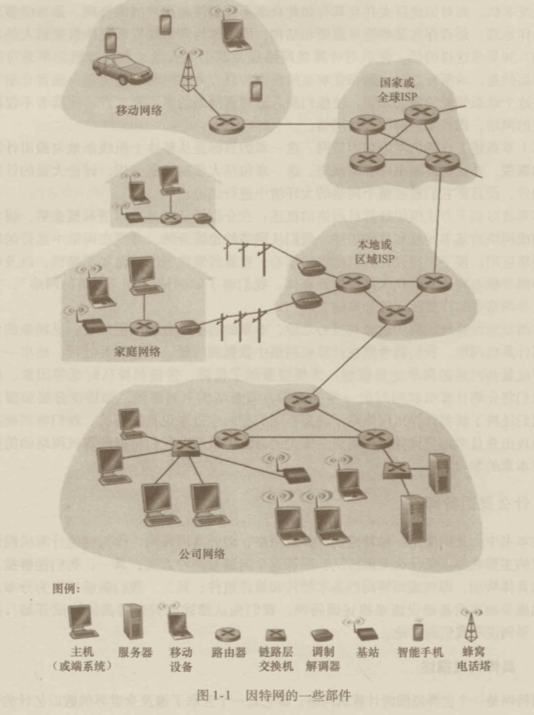 移动网络
国家或
全球ISP
本地或
区域ISP
家庭网络
公司网络
图例：
主机
(或端系统)
服务器
移动
设备
路由器
链路层
交换机
调制
解调器
基站
智能手机
蜂窝
电话塔
图1-1 因特网的一些部件